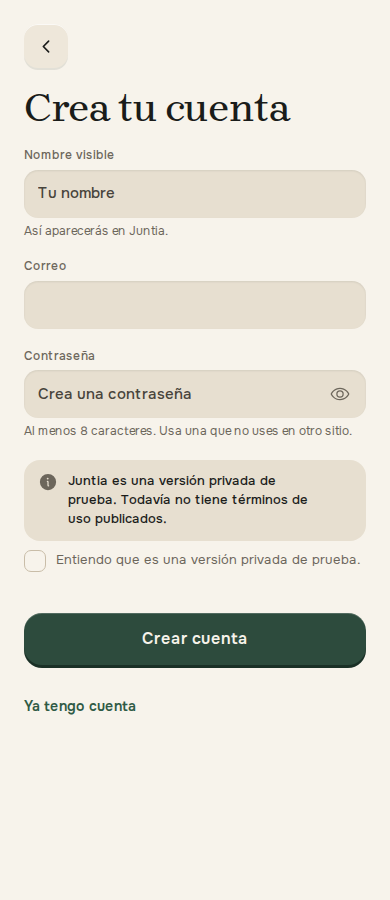 Crea tu cuenta
Nombre visible
Tu nombre
Así aparecerás en Juntia.
Correo
Contraseña
Crea una contraseña
Al menos 8 caracteres. Usa una que no uses en otro sitio.
Juntia es una versión privada de
prueba. Todavía no tiene términos de
uso publicados.
Entiendo que es una versión privada de prueba.
Crear cuenta
Ya tengo cuenta